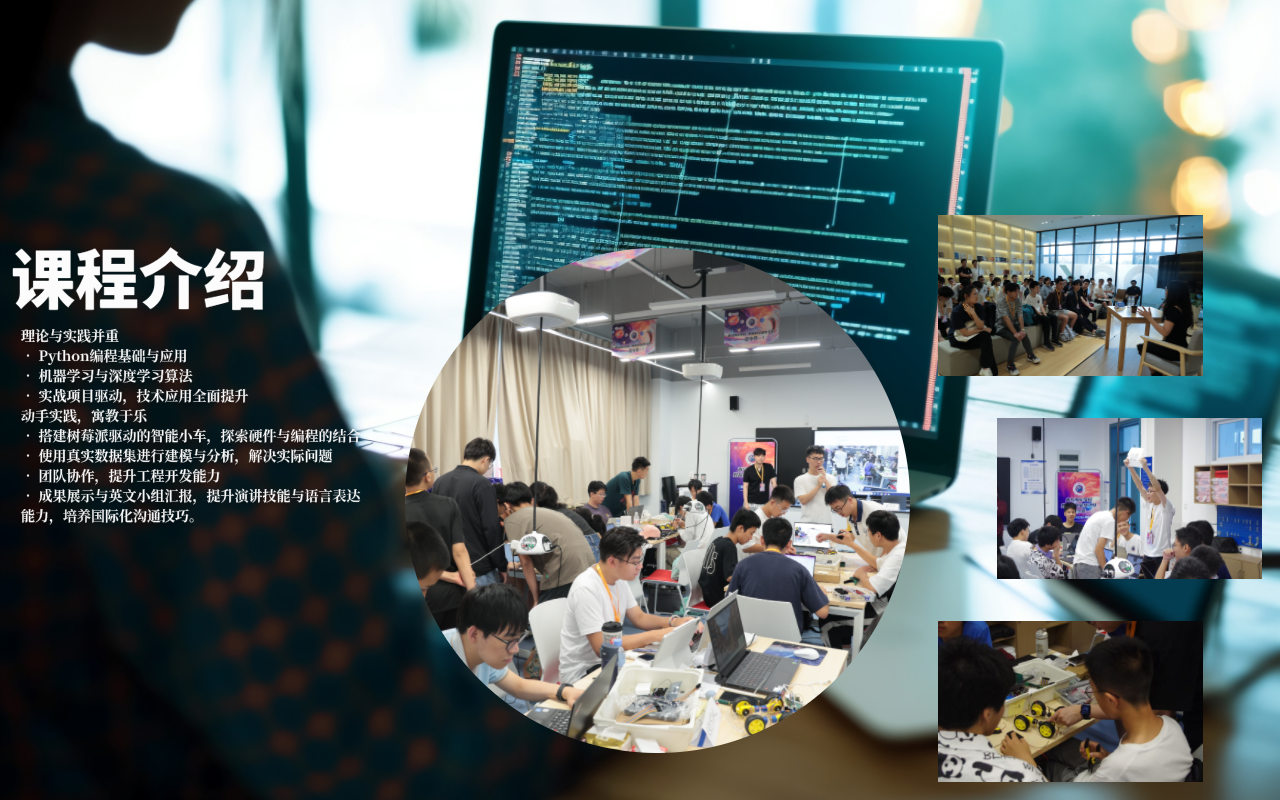 课程介绍
理论与实践并重
· Python编程基础与应用
· 机器学习与深度学习算法
· 实战项目驱动，技术应用全面提升
动手实践，寓教于乐
· 搭建树莓派驱动的智能小车，探索硬件与编程的结合
· 使用真实数据集进行建模与分析，解决实际问题
· 团队协作，提升工程开发能力
· 成果展示与英文小组汇报，提升演讲技能与语言表达
能力，培养国际化沟通技巧。